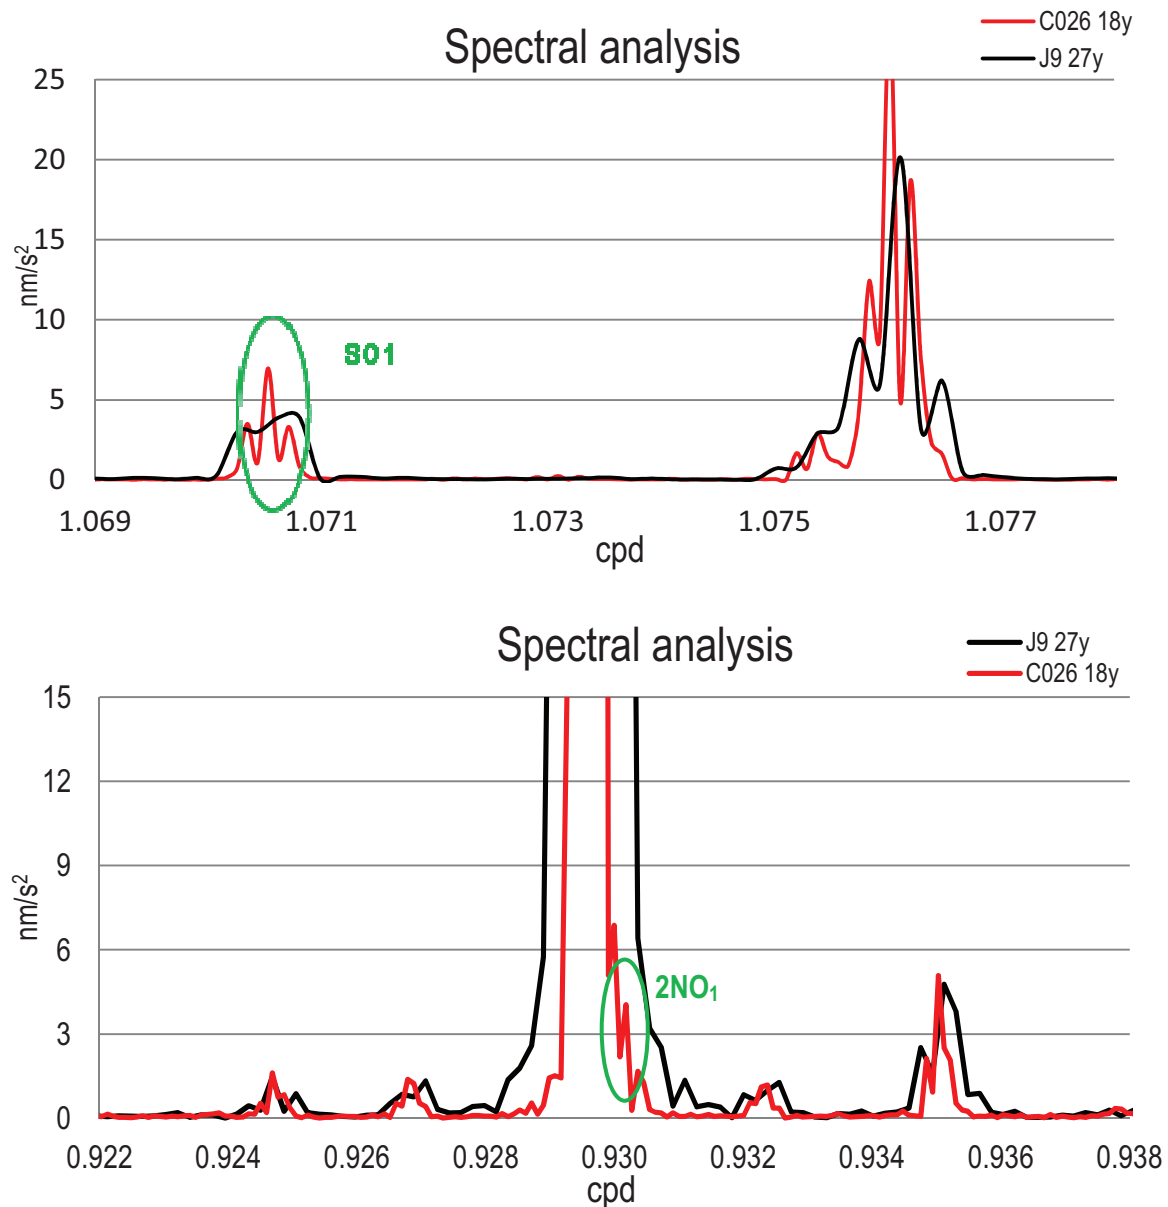 Spectral analysis
C026 18y
J9 27y
25
20
15
10
5
0
nm/s²
SO1
1.069 1.071 1.073 1.075 1.077
cpd
Spectral analysis
J9 27y
C026 18y
15
12
9
6
3
0
nm/s²
2NO₁
0.922 0.924 0.926 0.928 0.930 0.932 0.934 0.936 0.938
cpd